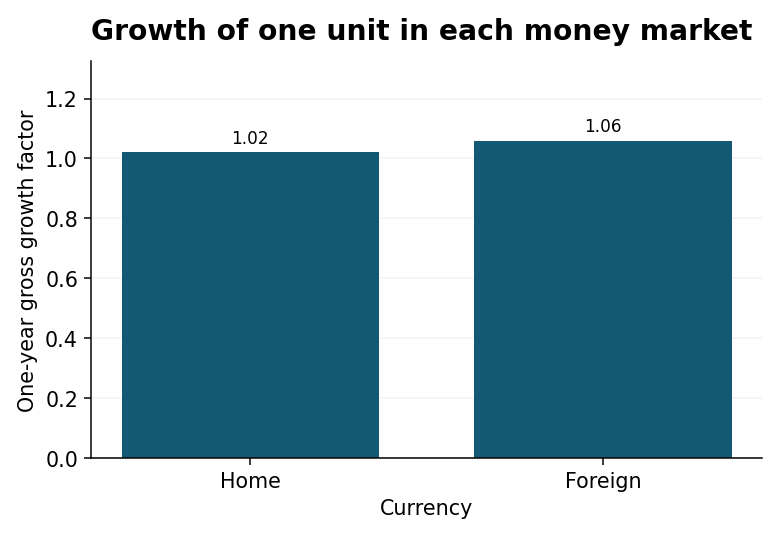 Growth of one unit in each money market
One-year gross growth factor
1.2
1.0
0.8
0.6
0.4
0.2
0.0
1.02
1.06
Home
Foreign
Currency